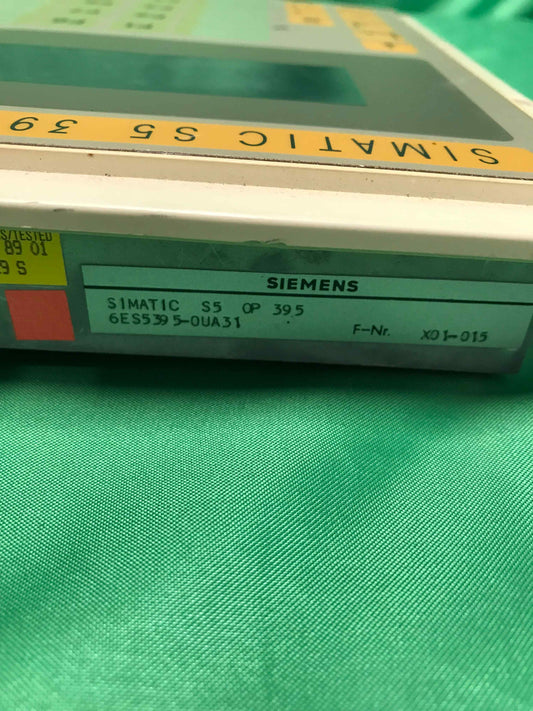 SIMATIC S5 39
S/TESTED
89 01
9 S
SIEMENS
SIMATIC S5 OP 395
6ES5395-0UA31
F-Nr. X01-015